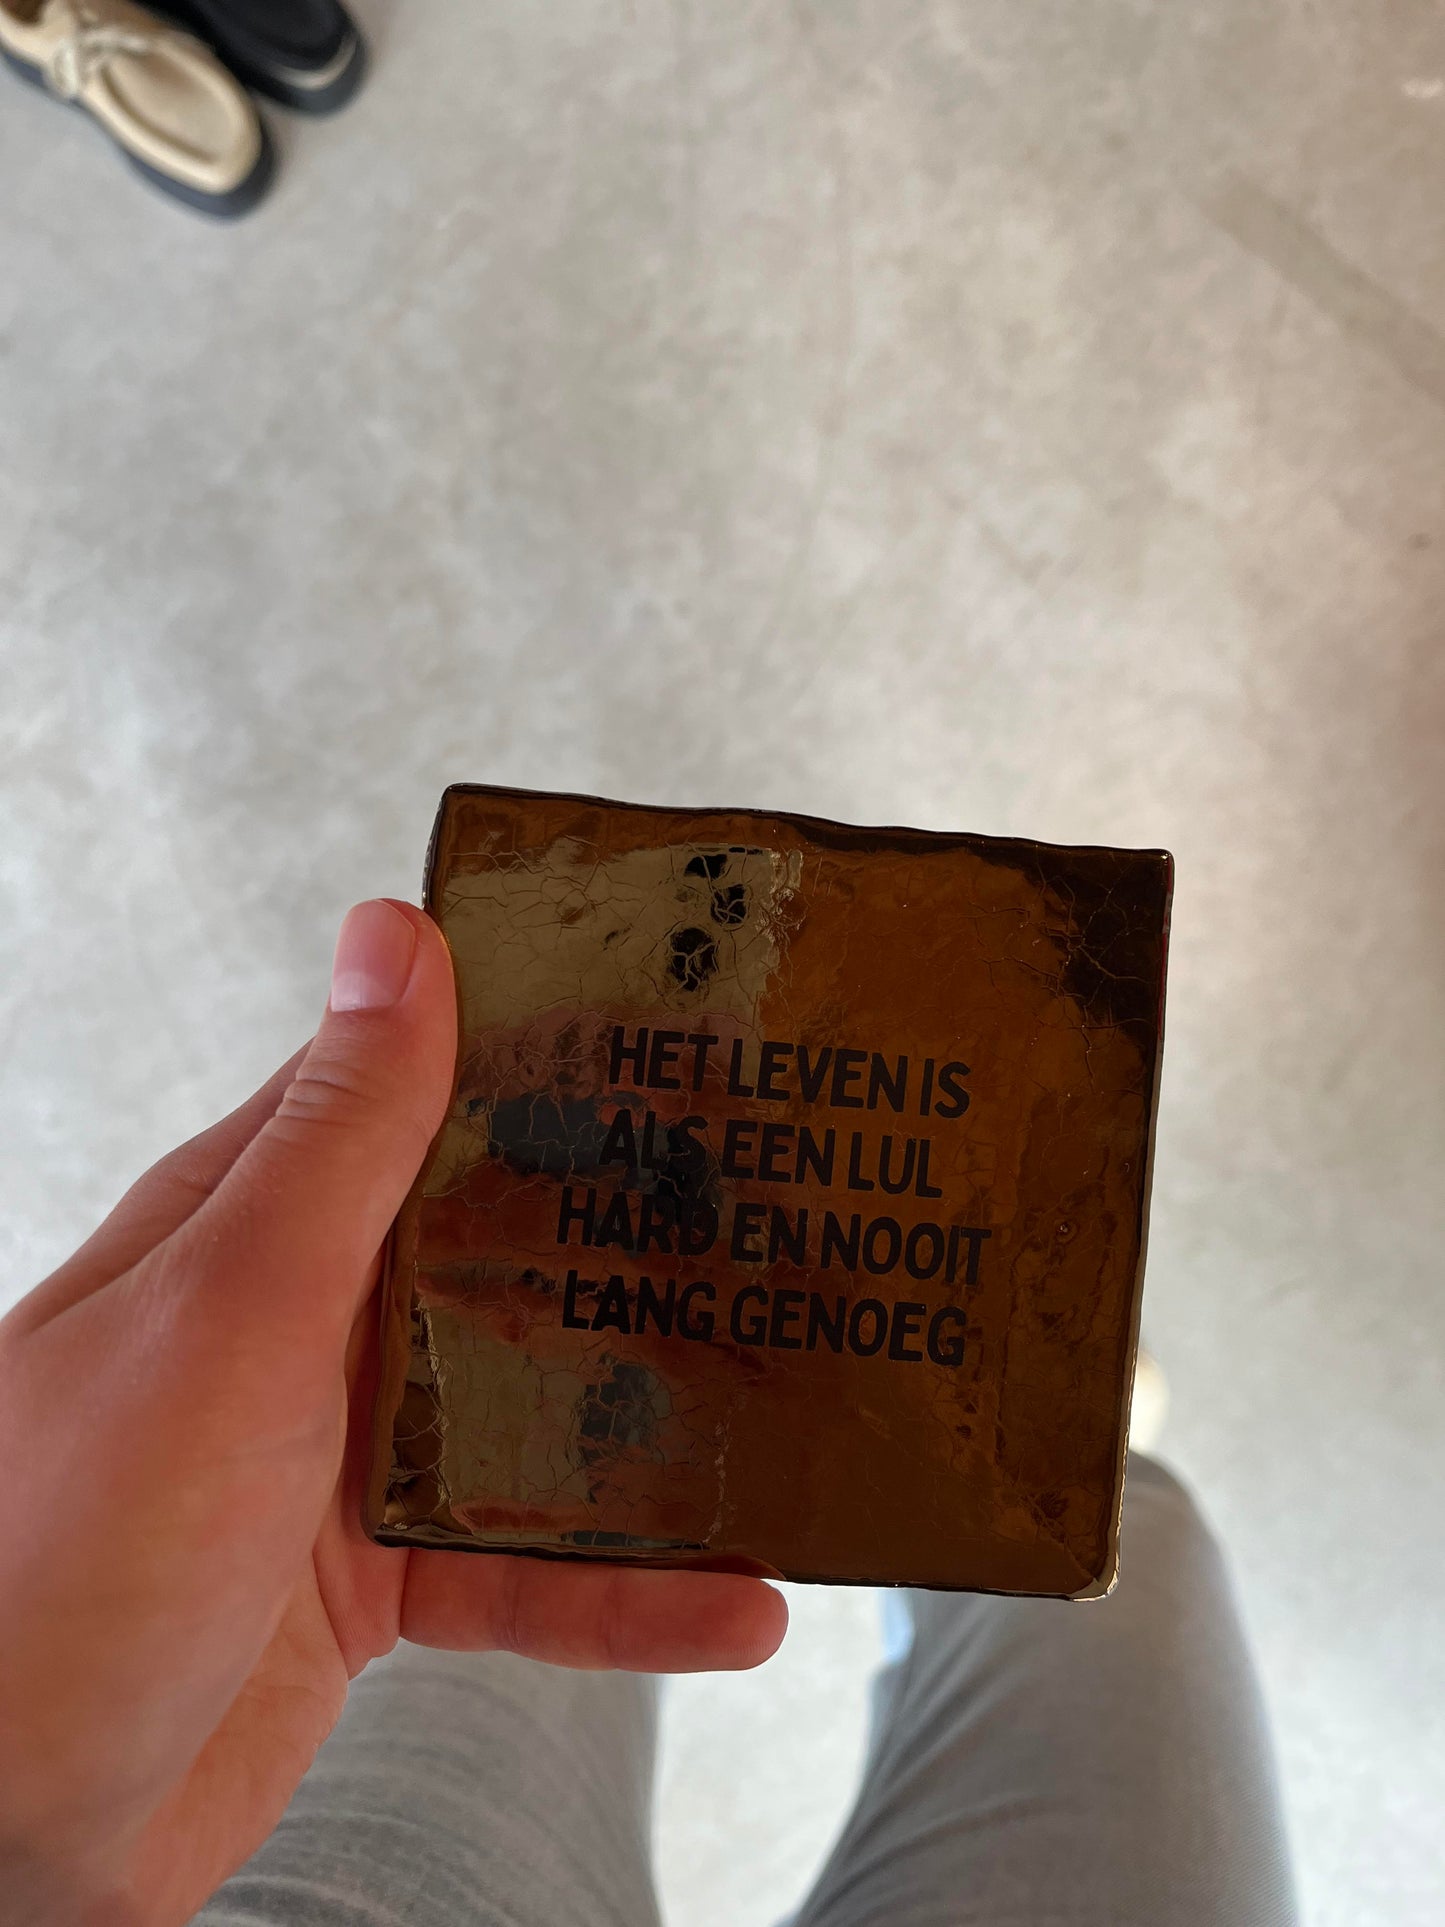 HET LEVEN IS
ALS EEN LUL
HARD EN NOOIT
LANG GENOEG